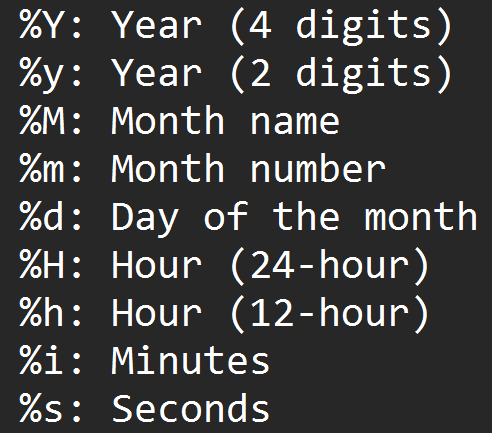 %Y: Year (4 digits)
%y: Year (2 digits)
%M: Month name
%m: Month number
%d: Day of the month
%H: Hour (24-hour)
%h: Hour (12-hour)
%i: Minutes
%s: Seconds